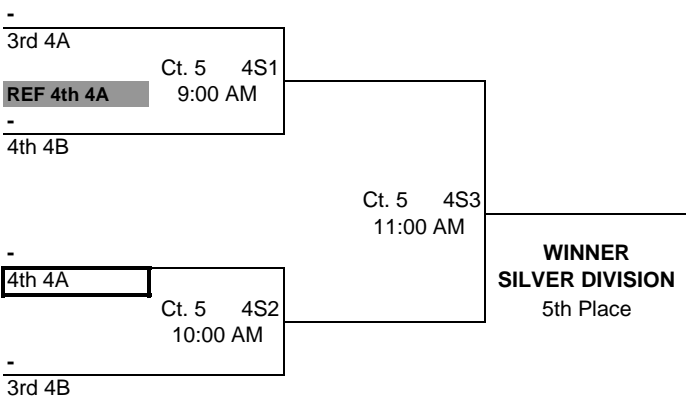 -
3rd 4A
Ct. 5 4S1
REF 4th 4A 9:00 AM
-
4th 4B
Ct. 5 4S3
11:00 AM
-
WINNER
4th 4A SILVER DIVISION
Ct. 5 4S2 5th Place
10:00 AM
-
3rd 4B